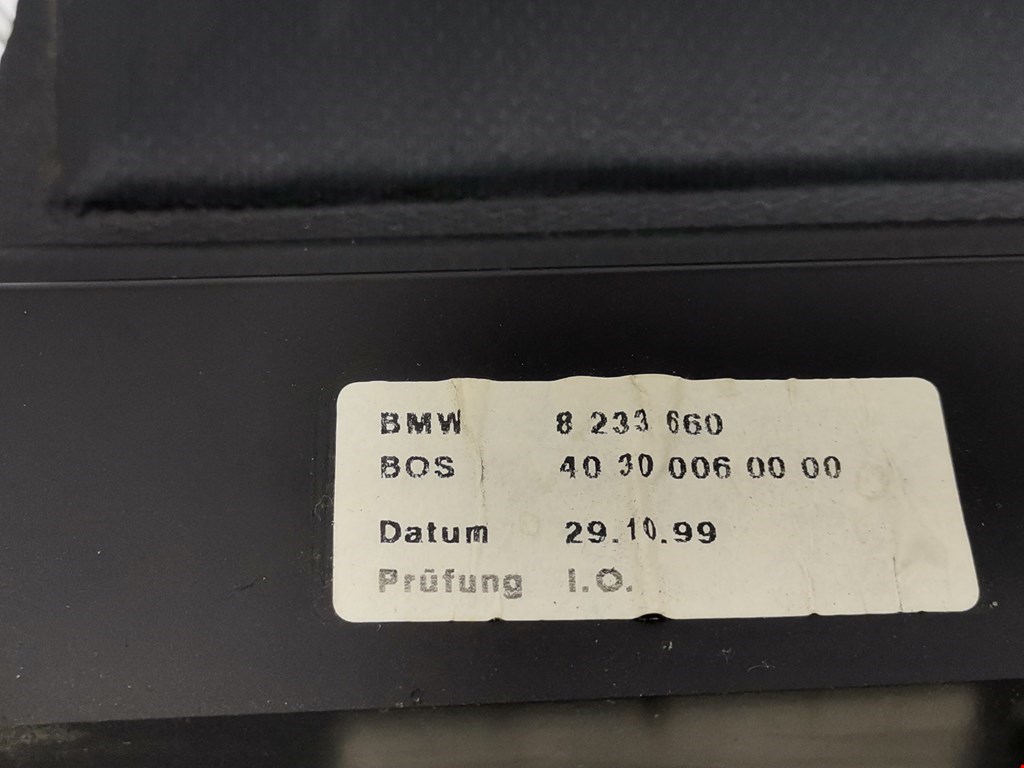 BMW 8 233 660
BOS 40 30 006 00 00
Datum 29.10.99
Prüfung I.O.